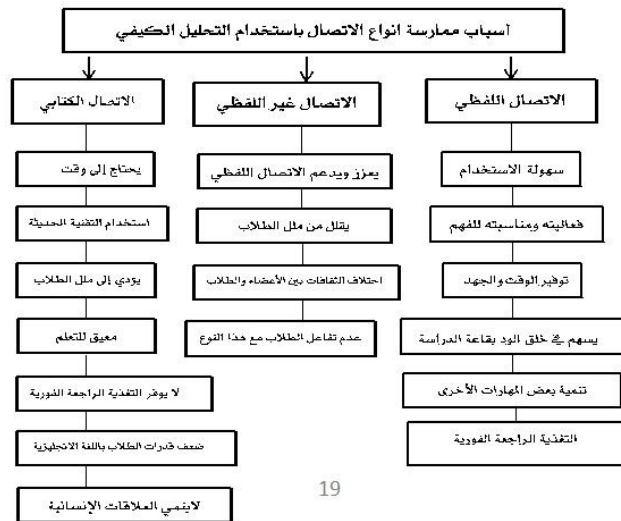 أسباب ممارسة انواع الاتصال باستخدام التحليل الكيفي
الاتصال اللفظي
سهولة الاستخدام
فعاليته ومناسبته للفهم
توفير الوقت والجهد
يسهم في خلق الود بقاعة الدراسة
تنمية بعض المهارات الأخرى
التغذية الراجعة الفورية
الاتصال غير اللفظي
يعزز ويدعم الاتصال اللفظي
يقلل من ملل الطلاب
اختلاف الثقافات بين الأعضاء والطلاب
عدم تفاعل الطلاب مع هذا النوع
الاتصال الكتابي
يحتاج إلى وقت
استخدام التقنية الحديثة
يؤدي إلى ملل الطلاب
معيق للتعلم
لا يوفر التغذية الراجعة الفورية
ضعف قدرات الطلاب باللغة الانجليزية
لاينمي العلاقات الإنسانية
19